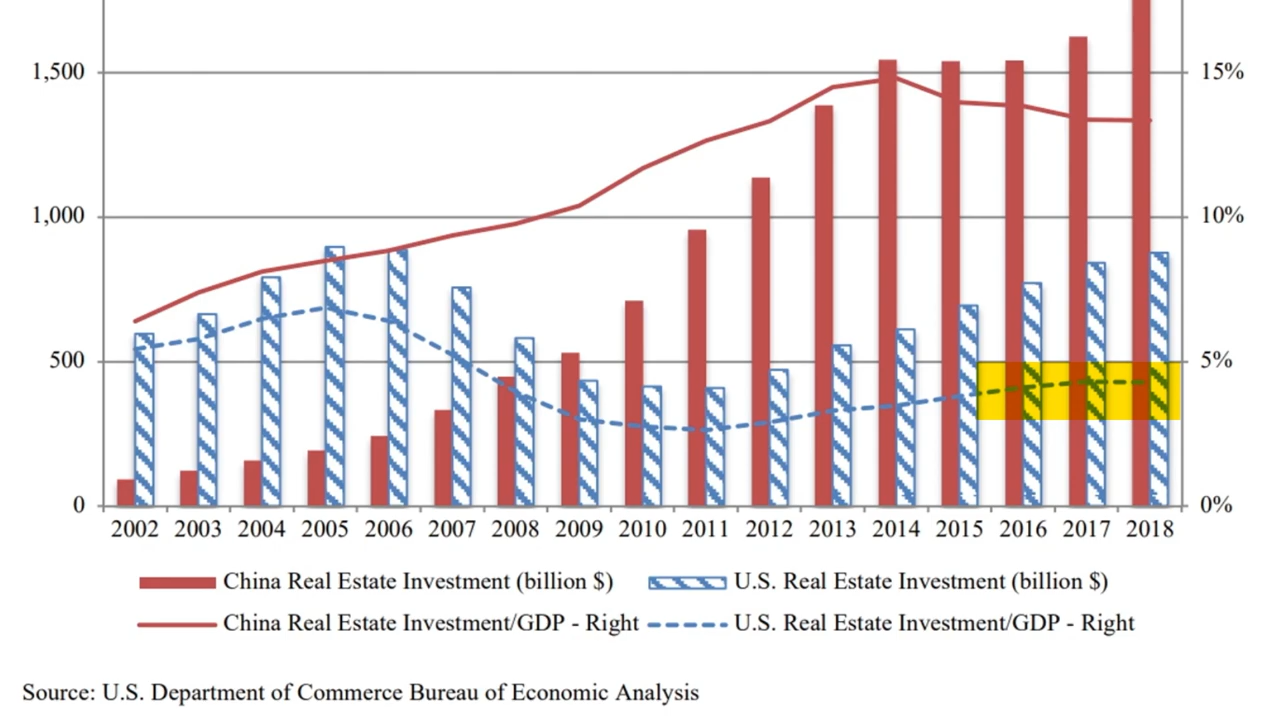 1,500
15%
1,000
10%
500
5%
0
0%
2002 2003 2004 2005 2006 2007 2008 2009 2010 2011 2012 2013 2014 2015 2016 2017 2018
China Real Estate Investment (billion $) U.S. Real Estate Investment (billion $)
China Real Estate Investment/GDP - Right U.S. Real Estate Investment/GDP - Right
Source: U.S. Department of Commerce Bureau of Economic Analysis